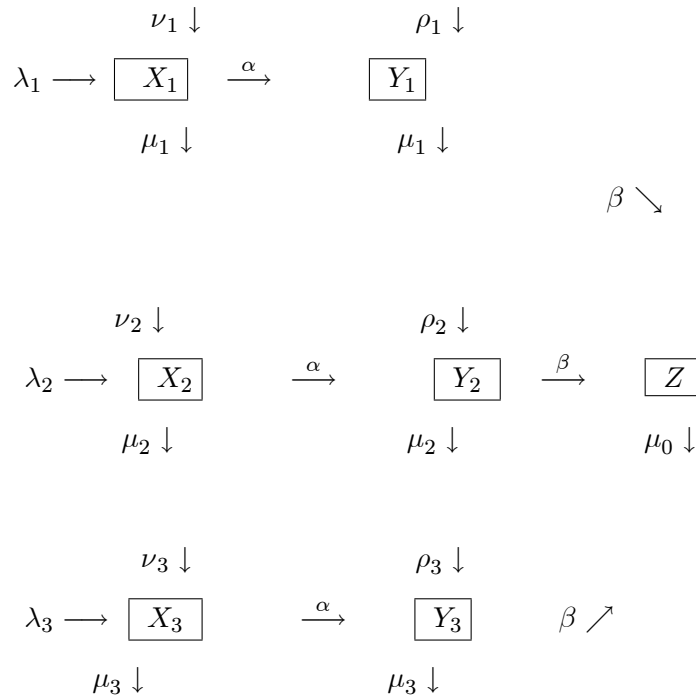 ν₁ ↓ ρ₁ ↓
λ₁ ⟶ X₁ α⟶ Y₁
μ₁ ↓ μ₁ ↓
β ↘
ν₂ ↓ ρ₂ ↓
λ₂ ⟶ X₂ α⟶ Y₂ β⟶ Z
μ₂ ↓ μ₂ ↓ μ₀ ↓
ν₃ ↓ ρ₃ ↓
λ₃ ⟶ X₃ α⟶ Y₃ β ↗
μ₃ ↓ μ₃ ↓